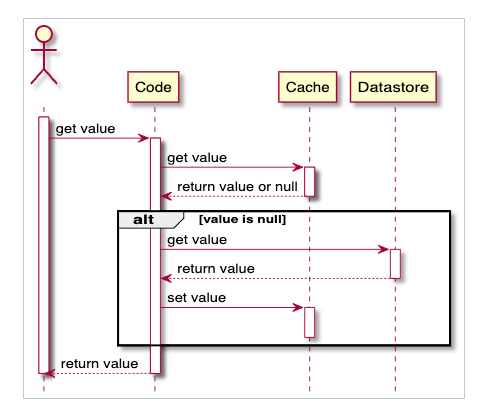 Code
Cache
Datastore
get value
get value
return value or null
alt
[value is null]
get value
return value
set value
return value